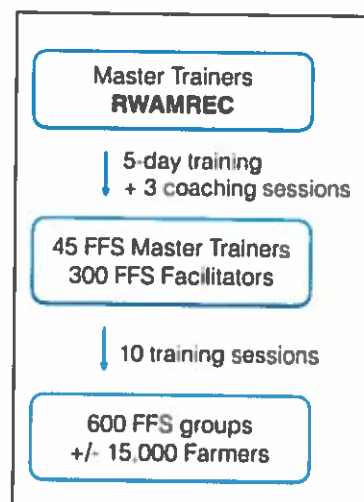 Master Trainers
RWAMREC
5-day training
+ 3 coaching sessions
45 FFS Master Trainers
300 FFS Facilitators
10 training sessions
600 FFS groups
+/- 15,000 Farmers